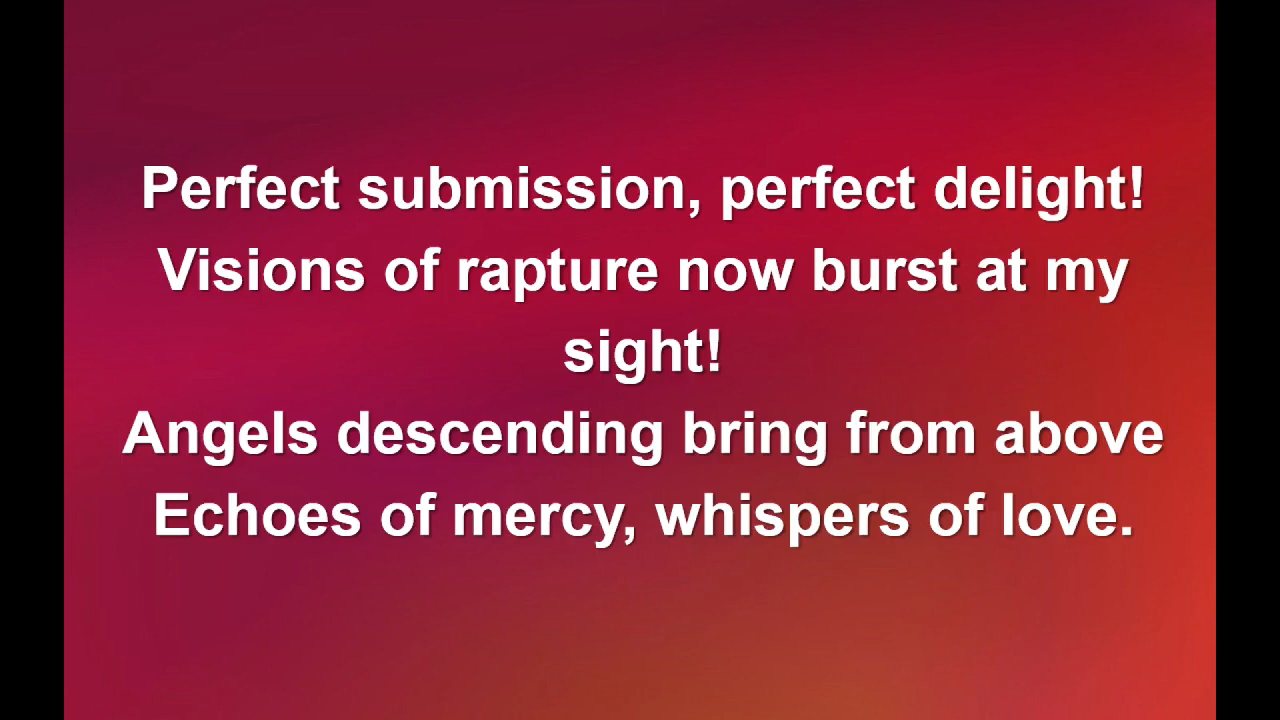 Perfect submission, perfect delight!
Visions of rapture now burst at my
sight!
Angels descending bring from above
Echoes of mercy, whispers of love.